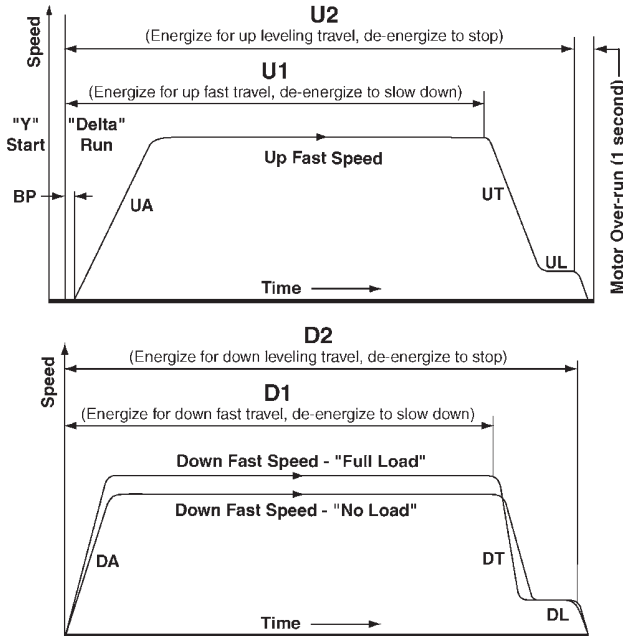 U2
(Energize for up leveling travel, de-energize to stop)
Speed
U1
(Energize for up fast travel, de-energize to slow down)
"Y"
Start
"Delta"
Run
Up Fast Speed
BP
UA
UT
UL
Time
Motor Over-run (1 second)
D2
(Energize for down leveling travel, de-energize to stop)
Speed
D1
(Energize for down fast travel, de-energize to slow down)
Down Fast Speed - "Full Load"
Down Fast Speed - "No Load"
DA
DT
DL
Time